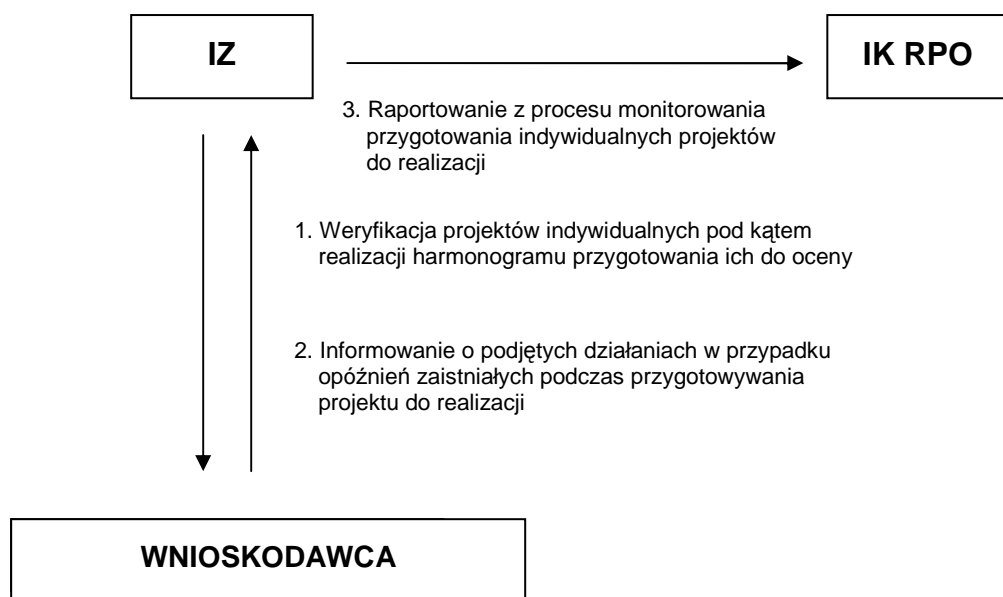 IZ
IK RPO
3. Raportowanie z procesu monitorowania
przygotowania indywidualnych projektów
do realizacji
1. Weryfikacja projektów indywidualnych pod kątem
realizacji harmonogramu przygotowania ich do oceny
2. Informowanie o podjętych działaniach w przypadku
opóźnień zaistniałych podczas przygotowywania
projektu do realizacji
WNIOSKODAWCA